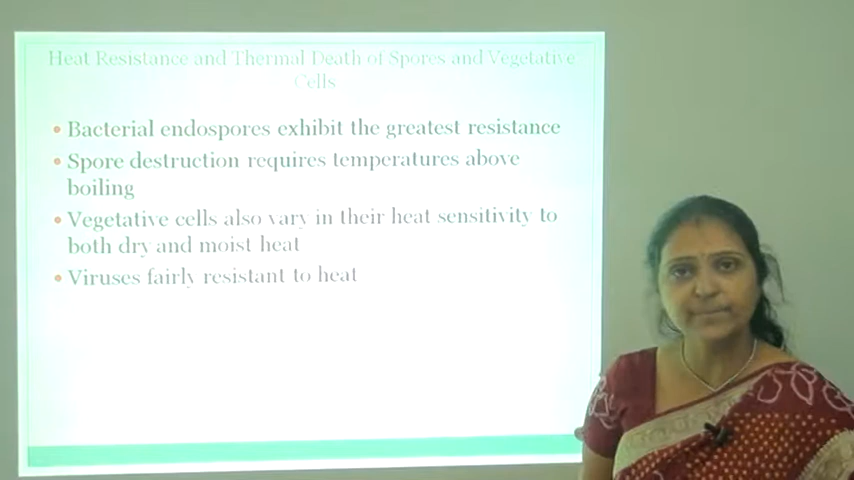 Heat Resistance and Thermal Death of Spores and Vegetative
Cells
• Bacterial endospores exhibit the greatest resistance
• Spore destruction requires temperatures above
boiling
• Vegetative cells also vary in their heat sensitivity to
both dry and moist heat
• Viruses fairly resistant to heat